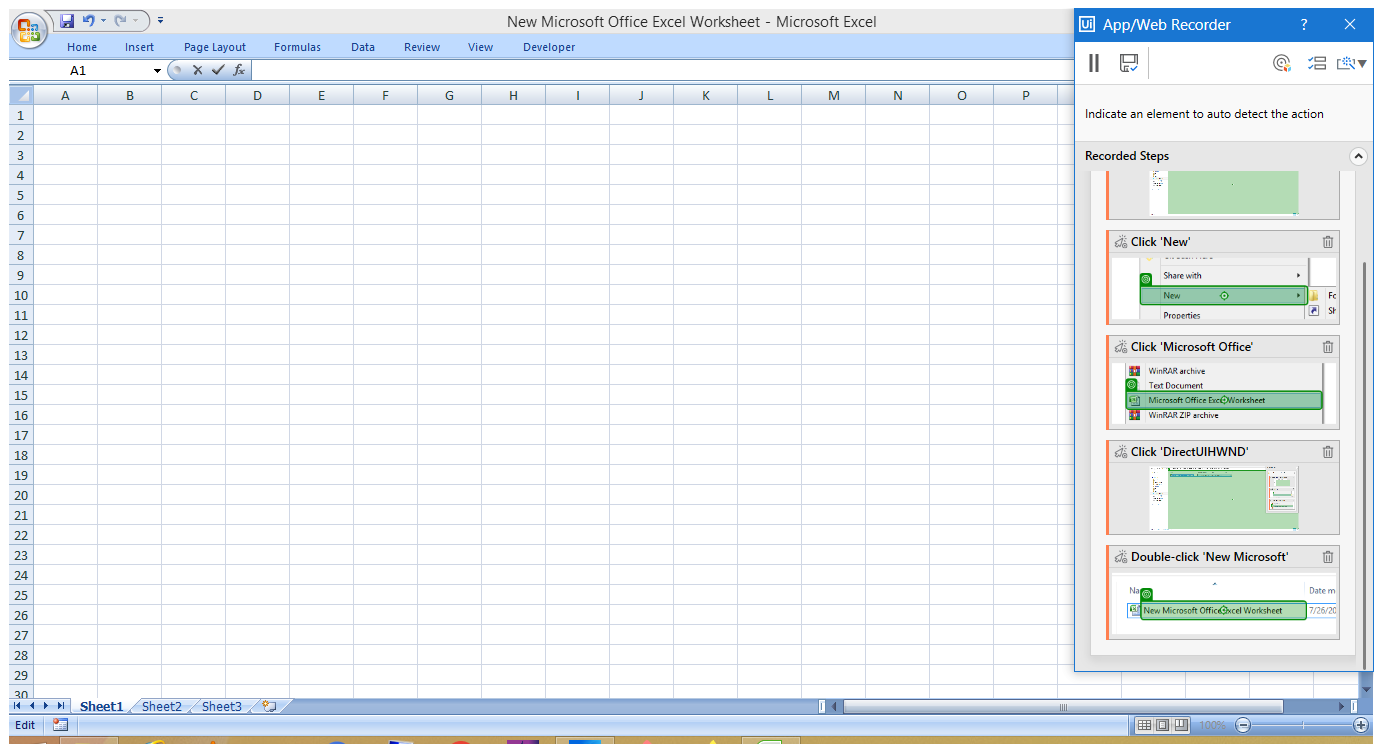 New Microsoft Office Excel Worksheet - Microsoft Excel
Home Insert Page Layout Formulas Data Review View Developer
A1 fx
A B C D E F G H I J K L M N O P
1
2
3
4
5
6
7
8
9
10
11
12
13
14
15
16
17
18
19
20
21
22
23
24
25
26
27
28
29
30
Sheet1 Sheet2 Sheet3
Edit 100%
Ui App/Web Recorder ?
Indicate an element to auto detect the action
Recorded Steps
Click 'New'
Share with
New Fo
Properties Sh
Click 'Microsoft Office'
WinRAR archive
Text Document
Microsoft Office Excel Worksheet
WinRAR ZIP archive
Click 'DirectUIHWND'
Double-click 'New Microsoft'
Na Date m
New Microsoft Office Excel Worksheet 7/26/20